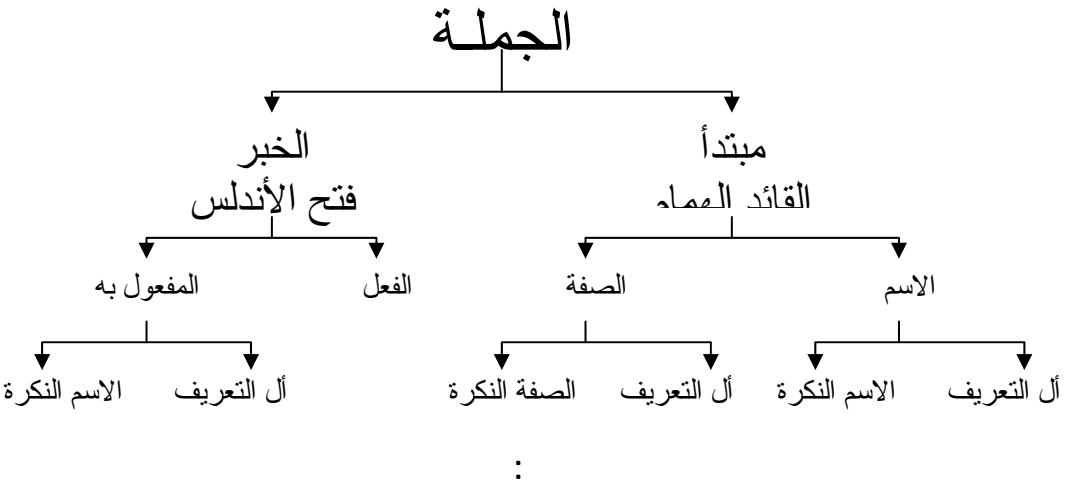 الجملة
مبتدأ الخبر
القائد الهمام فتح الأندلس
الاسم الصفة الفعل المفعول به
أل التعريف الاسم النكرة أل التعريف الصفة النكرة أل التعريف الاسم النكرة
: